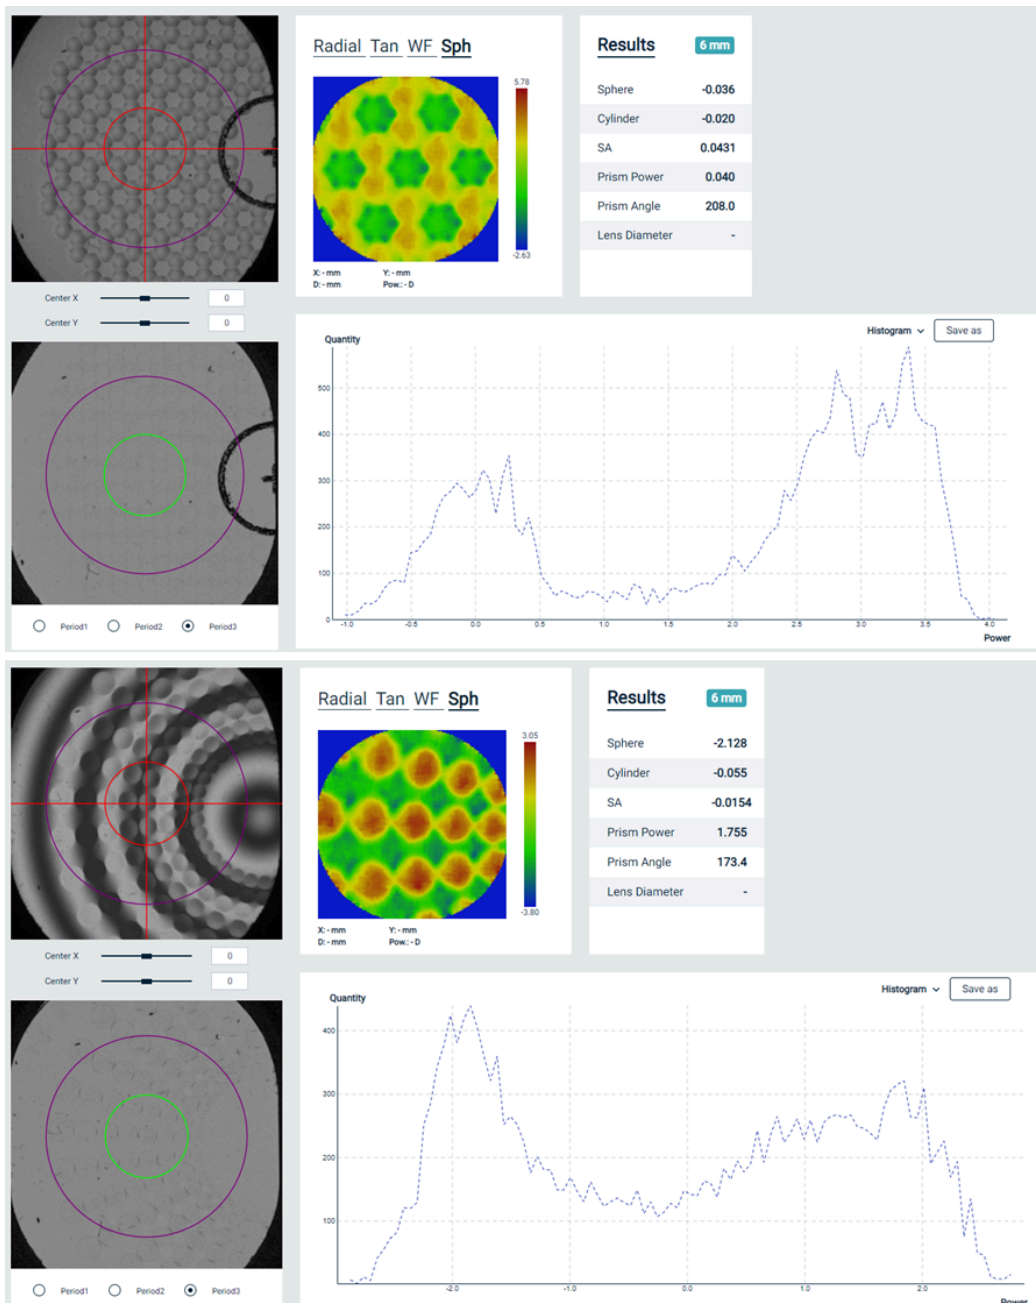 Radial Tan WF Sph
5.78
-2.63
X: - mm Y: - mm
D: - mm Pow.: - D
Results 6 mm
Sphere -0.036
Cylinder -0.020
SA 0.0431
Prism Power 0.040
Prism Angle 208.0
Lens Diameter -
Center X 0
Center Y 0
Histogram Save as
Quantity
500
400
300
200
100
0
-1.0 -0.5 0.0 0.5 1.0 1.5 2.0 2.5 3.0 3.5 4.0
Power
Period1 Period2 Period3
Radial Tan WF Sph
3.05
-3.80
X: - mm Y: - mm
D: - mm Pow.: - D
Results 6 mm
Sphere -2.128
Cylinder -0.055
SA -0.0154
Prism Power 1.755
Prism Angle 173.4
Lens Diameter -
Center X 0
Center Y 0
Histogram Save as
Quantity
400
300
200
100
-2.0 -1.0 0.0 1.0 2.0
Power
Period1 Period2 Period3